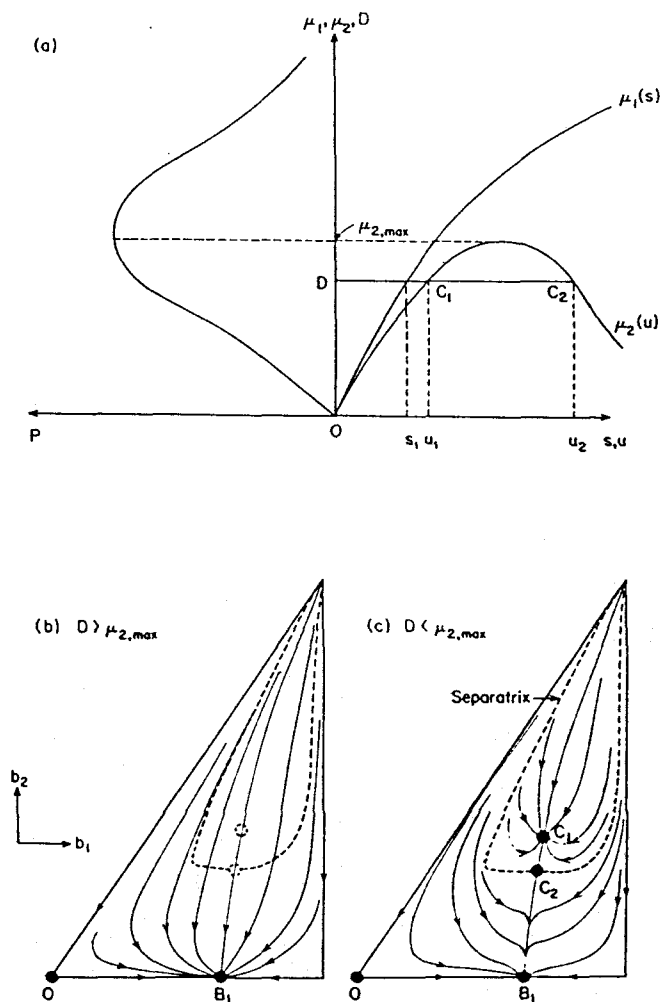 (a)
μ₁, μ₂, D
μ₁(s)
μ₂,max
D
C₁
C₂
μ₂(u)
P
O
s₁
u₁
u₂
s,u
(b) D > μ₂,max
(c) D < μ₂,max
Separatrix
b₂
b₁
C₁
C₂
O
B₁
O
B₁